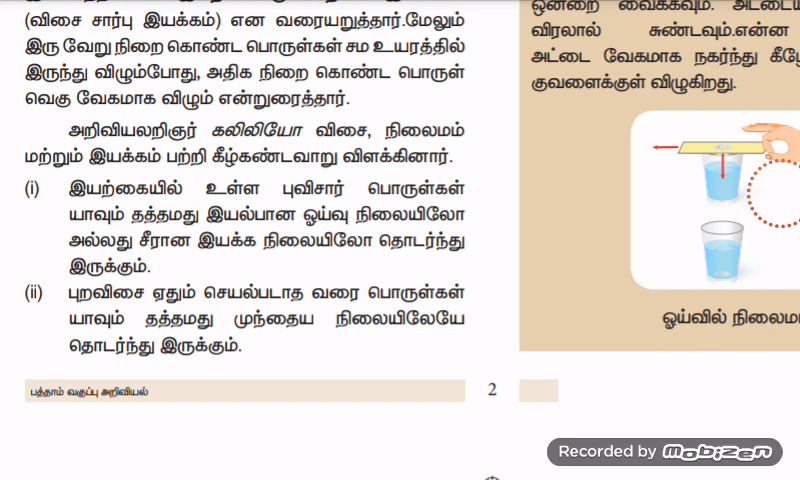 (விசை சார்பு இயக்கம்) என வரையறுத்தார்.மேலும்
இரு வேறு நிறை கொண்ட பொருள்கள் சம உயரத்தில்
இருந்து விழும்போது, அதிக நிறை கொண்ட பொருள்
வெகு வேகமாக விழும் என்றுரைத்தார்.
அறிவியலறிஞர் கலிலியோ விசை, நிலைமம்
மற்றும் இயக்கம் பற்றி கீழ்கண்டவாறு விளக்கினார்.
(i) இயற்கையில் உள்ள புவிசார் பொருள்கள்
யாவும் தத்தமது இயல்பான ஓய்வு நிலையிலோ
அல்லது சீரான இயக்க நிலையிலோ தொடர்ந்து
இருக்கும்.
(ii) புறவிசை ஏதும் செயல்படாத வரை பொருள்கள்
யாவும் தத்தமது முந்தைய நிலையிலேயே
தொடர்ந்து இருக்கும்.
பத்தாம் வகுப்பு அறிவியல்
2
ஒன்றை வைக்கவும்.
விரலால் சுண்டவும்.என்ன
அட்டை வேகமாக நகர்ந்து
குவளைக்குள் விழுகிறது.
ஓய்வில்
Recorded by mobizen